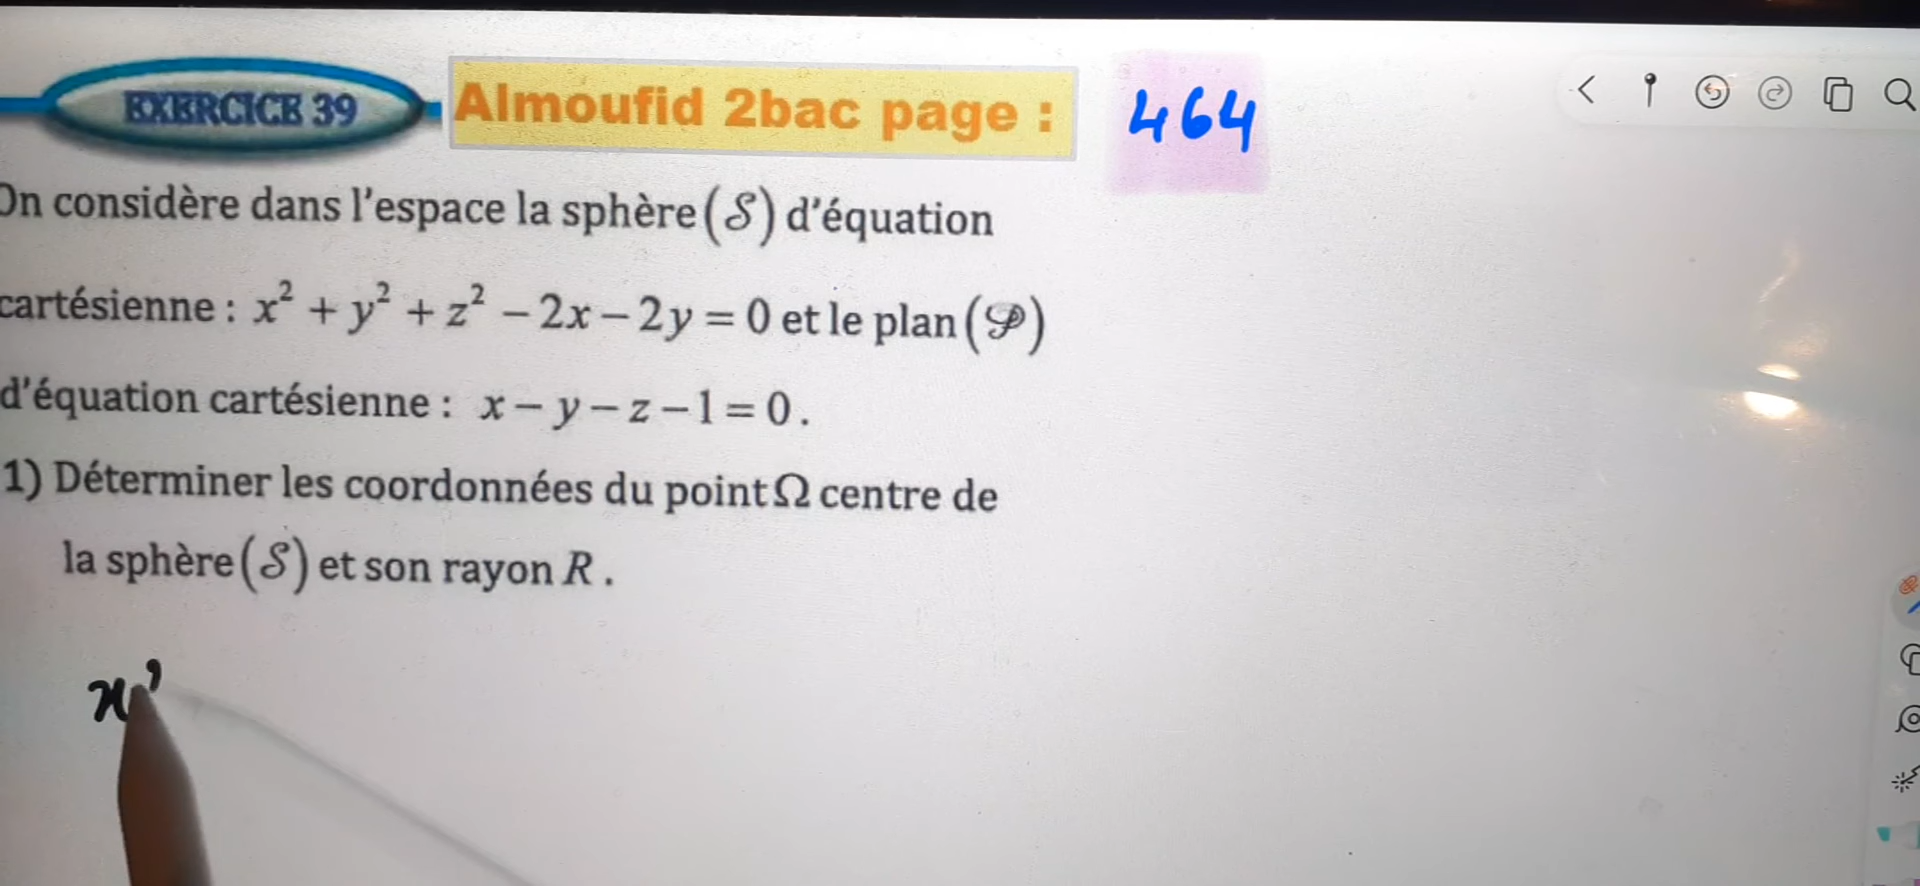 EXERCICE 39
Almoufid 2bac page : 464
On considère dans l'espace la sphère (𝒮) d'équation
cartésienne : x² + y² + z² − 2x − 2y = 0 et le plan (𝒫)
d'équation cartésienne : x − y − z − 1 = 0 .
1) Déterminer les coordonnées du point Ω centre de
la sphère (𝒮) et son rayon R .
x